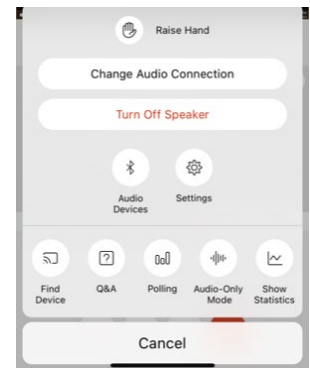 Raise Hand
Change Audio Connection
Turn Off Speaker
Audio
Devices
Settings
Find
Device
Q&A
Polling
Audio-Only
Mode
Show
Statistics
Cancel